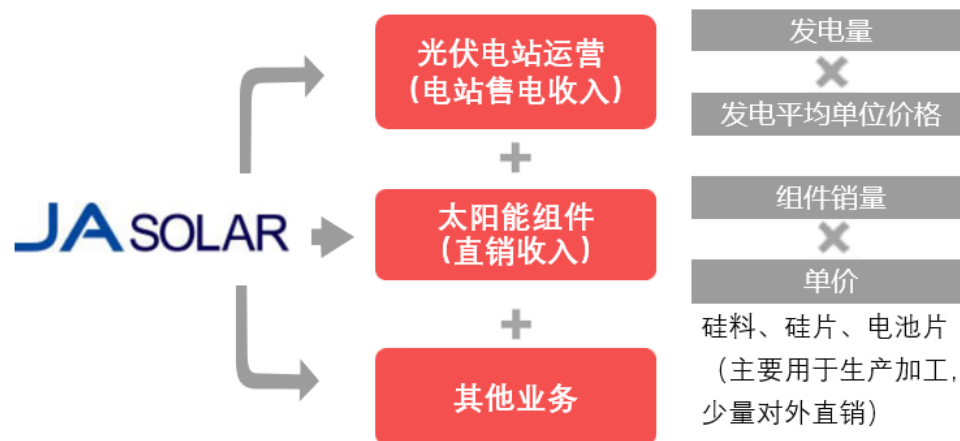 光伏电站运营
（电站售电收入）
发电量
×
发电平均单位价格
+
JA SOLAR
太阳能组件
（直销收入）
组件销量
×
单价
+
其他业务
硅料、硅片、电池片
（主要用于生产加工,
少量对外直销）